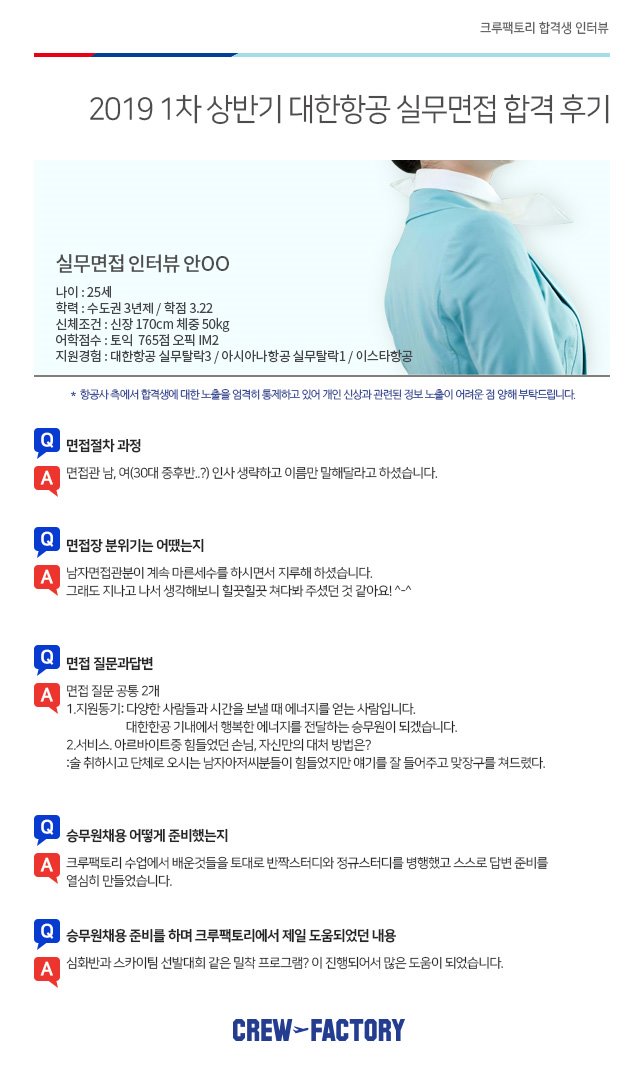 크루팩토리 합격생 인터뷰
2019 1차 상반기 대한항공 실무면접 합격 후기
실무면접 인터뷰 안OO
나이 : 25세
학력 : 수도권 3년제 / 학점 3.22
신체조건 : 신장 170cm 체중 50kg
어학점수 : 토익 765점 오픽 IM2
지원경험 : 대한항공 실무탈락3 / 아시아나항공 실무탈락1 / 이스타항공
* 항공사 측에서 합격생에 대한 노출을 엄격히 통제하고 있어 개인 신상과 관련된 정보 노출이 어려운 점 양해 부탁드립니다.
Q 면접절차 과정
A 면접관 남, 여(30대 중후반..?) 인사 생략하고 이름만 말해달라고 하셨습니다.
Q 면접장 분위기는 어땠는지
A 남자면접관분이 계속 마른세수를 하시면서 지루해 하셨습니다.
그래도 지나고 나서 생각해보니 힐끗힐끗 쳐다봐 주셨던 것 같아요! ^-^
Q 면접 질문과답변
A 면접 질문 공통 2개
1.지원동기: 다양한 사람들과 시간을 보낼 때 에너지를 얻는 사람입니다.
대한한공 기내에서 행복한 에너지를 전달하는 승무원이 되겠습니다.
2.서비스. 아르바이트중 힘들었던 손님, 자신만의 대처 방법은?
:술 취하시고 단체로 오시는 남자아저씨분들이 힘들었지만 얘기를 잘 들어주고 맞장구를 쳐드렸다.
Q 승무원채용 어떻게 준비했는지
A 크루팩토리 수업에서 배운것들을 토대로 반짝스터디와 정규스터디를 병행했고 스스로 답변 준비를
열심히 만들었습니다.
Q 승무원채용 준비를 하며 크루팩토리에서 제일 도움되었던 내용
A 심화반과 스카이팀 선발대회 같은 밀착 프로그램? 이 진행되어서 많은 도움이 되었습니다.
CREW FACTORY